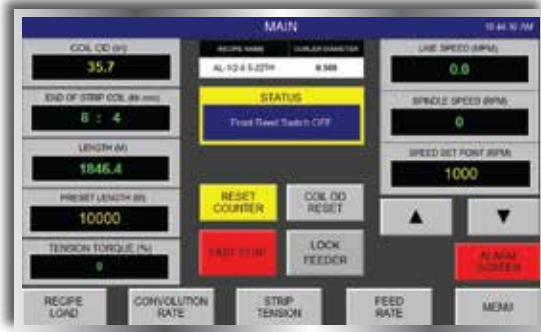 MAIN
10:44:30 AM
COIL OD (in)
35.7
END OF STRIP COIL (hh:mm)
8 : 4
LENGTH (M)
1846.4
PRESET LENGTH (M)
10000
TENSION TORQUE (%)
0
RECIPE NAME
AL-1/2.6 5.22TH
DIAMETER
0.500
STATUS
Front Reed Switch OFF
RESET
COUNTER
COIL OD
RESET
FAST STOP
LOCK
FEEDER
LINE SPEED (MPM)
0.0
SPINDLE SPEED (RPM)
0
SPEED SET POINT (RPM)
1000
ALARM
SCREEN
RECIPE
LOAD
CONVOLUTION
RATE
STRIP
TENSION
FEED
RATE
MENU